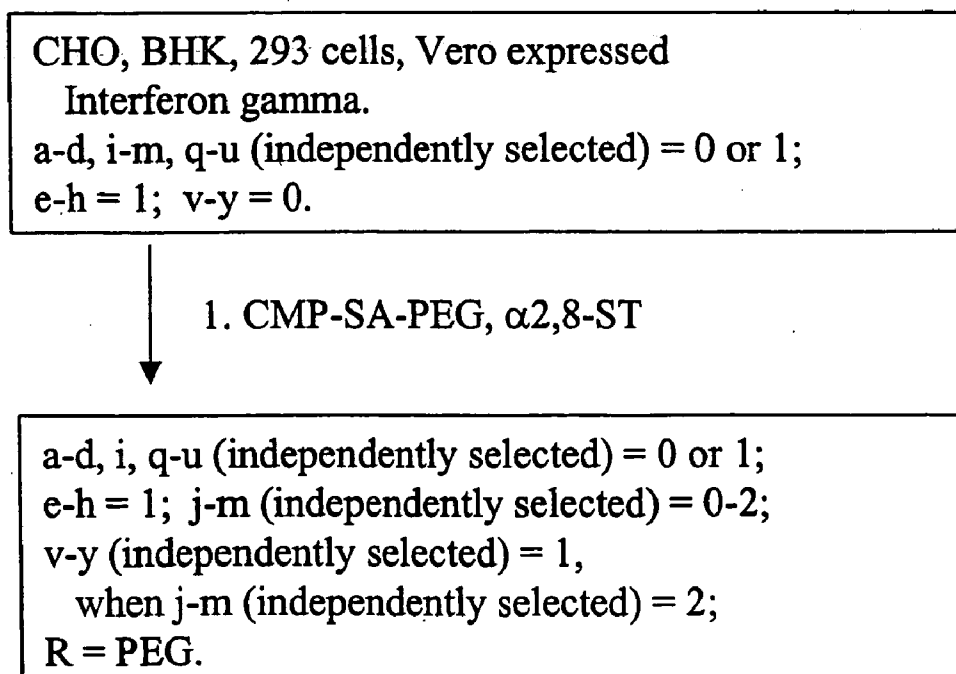 CHO, BHK, 293 cells, Vero expressed
Interferon gamma.
a-d, i-m, q-u (independently selected) = 0 or 1;
e-h = 1; v-y = 0.
1. CMP-SA-PEG, α2,8-ST
a-d, i, q-u (independently selected) = 0 or 1;
e-h = 1; j-m (independently selected) = 0-2;
v-y (independently selected) = 1,
when j-m (independently selected) = 2;
R = PEG.